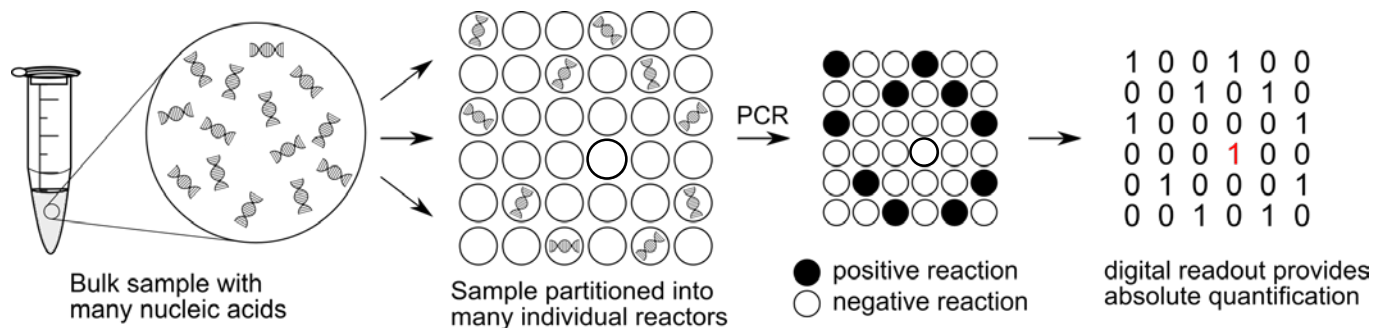 Bulk sample with
many nucleic acids
Sample partitioned into
many individual reactors
PCR
positive reaction
negative reaction
1 0 0 1 0 0
0 0 1 0 1 0
1 0 0 0 0 1
0 0 0 1 0 0
0 1 0 0 0 1
0 0 1 0 1 0
digital readout provides
absolute quantification